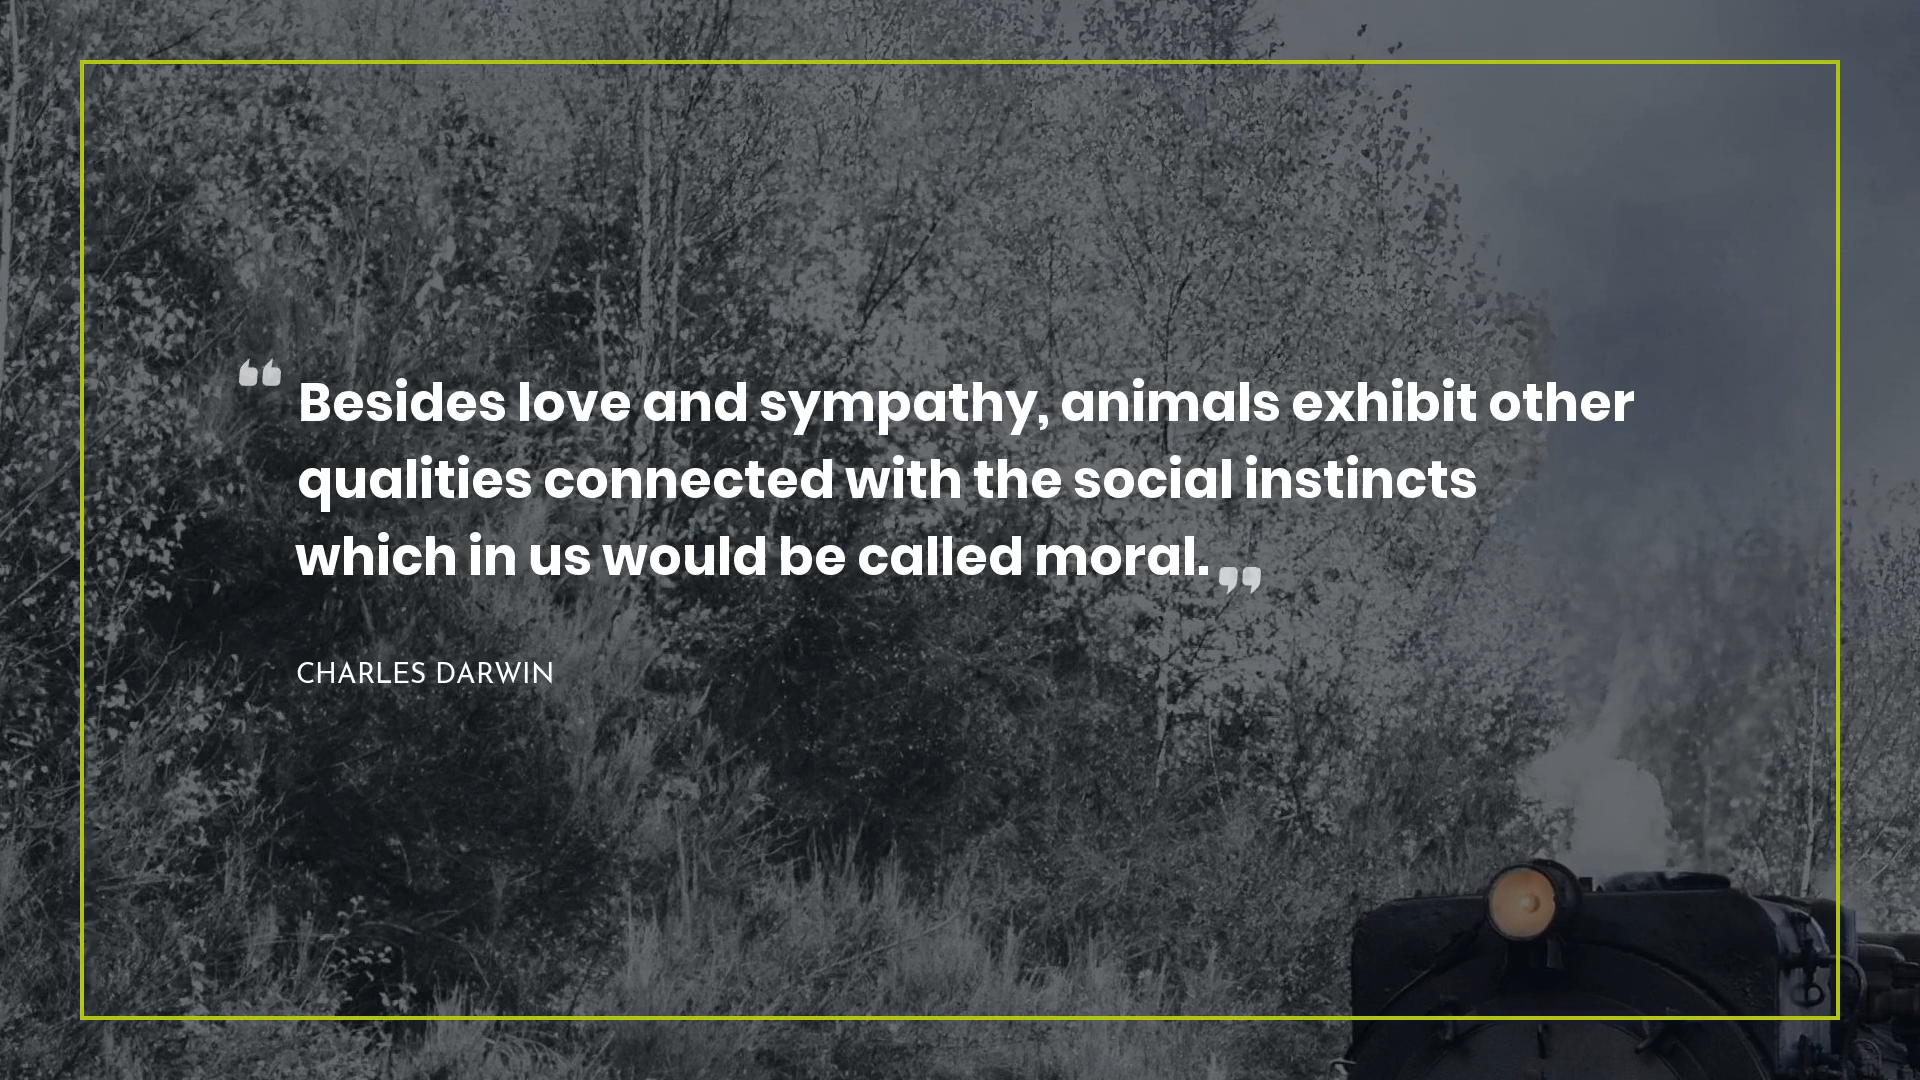 “ Besides love and sympathy, animals exhibit other
qualities connected with the social instincts
which in us would be called moral. ”
CHARLES DARWIN